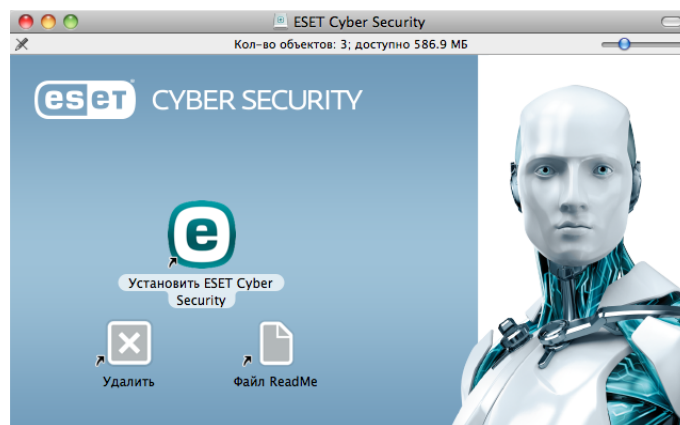 ESET Cyber Security
Кол-во объектов: 3; доступно 586.9 МБ
eseT CYBER SECURITY
e
Установить ESET Cyber
Security
Удалить
Файл ReadMe